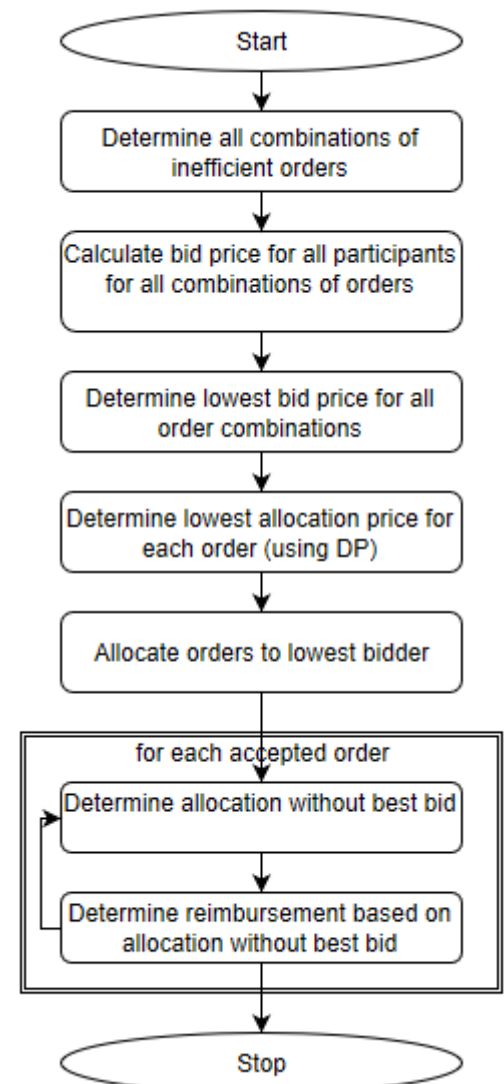 Start
Determine all combinations of
inefficient orders
Calculate bid price for all participants
for all combinations of orders
Determine lowest bid price for all
order combinations
Determine lowest allocation price for
each order (using DP)
Allocate orders to lowest bidder
for each accepted order
Determine allocation without best bid
Determine reimbursement based on
allocation without best bid
Stop